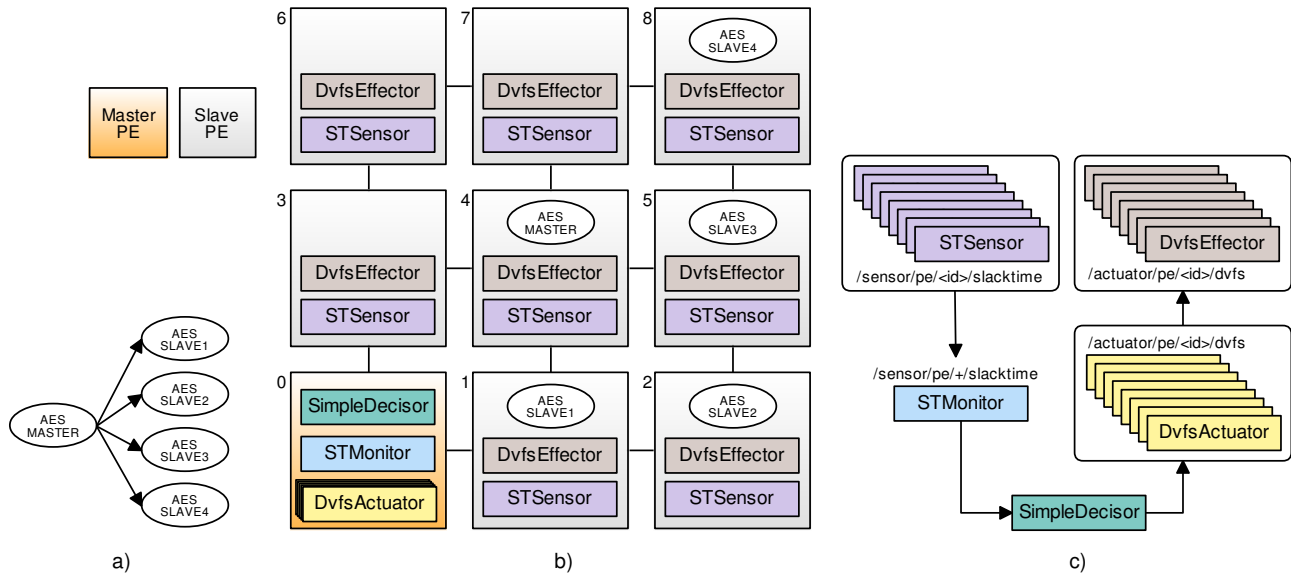 Master
PE
Slave
PE
AES
MASTER
AES
SLAVE1
AES
SLAVE2
AES
SLAVE3
AES
SLAVE4
a)
6
DvfsEffector
STSensor
7
DvfsEffector
STSensor
8
AES
SLAVE4
DvfsEffector
STSensor
3
DvfsEffector
STSensor
4
AES
MASTER
DvfsEffector
STSensor
5
AES
SLAVE3
DvfsEffector
STSensor
0
SimpleDecisor
STMonitor
DvfsActuator
1
AES
SLAVE1
DvfsEffector
STSensor
2
AES
SLAVE2
DvfsEffector
STSensor
b)
STSensor
/sensor/pe/<id>/slacktime
DvfsEffector
/actuator/pe/<id>/dvfs
/sensor/pe/+/slacktime
STMonitor
/actuator/pe/<id>/dvfs
DvfsActuator
SimpleDecisor
c)